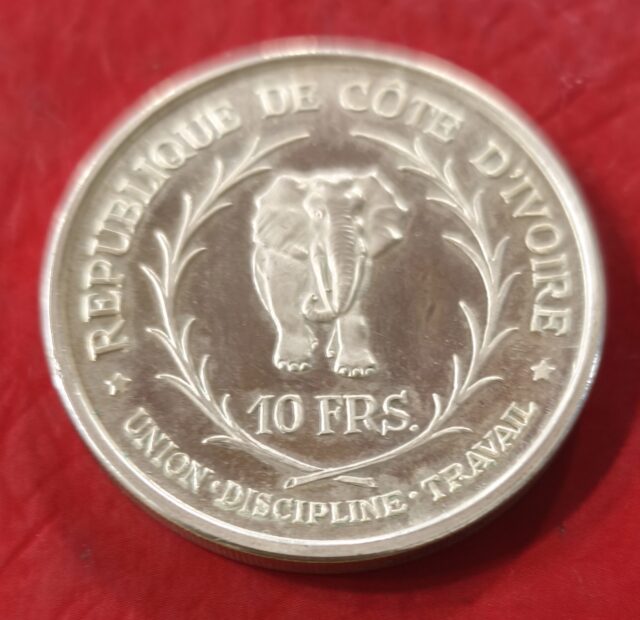 REPUBLIQUE DE CÔTE D'IVOIRE
10 FRS.
UNION·DISCIPLINE·TRAVAIL